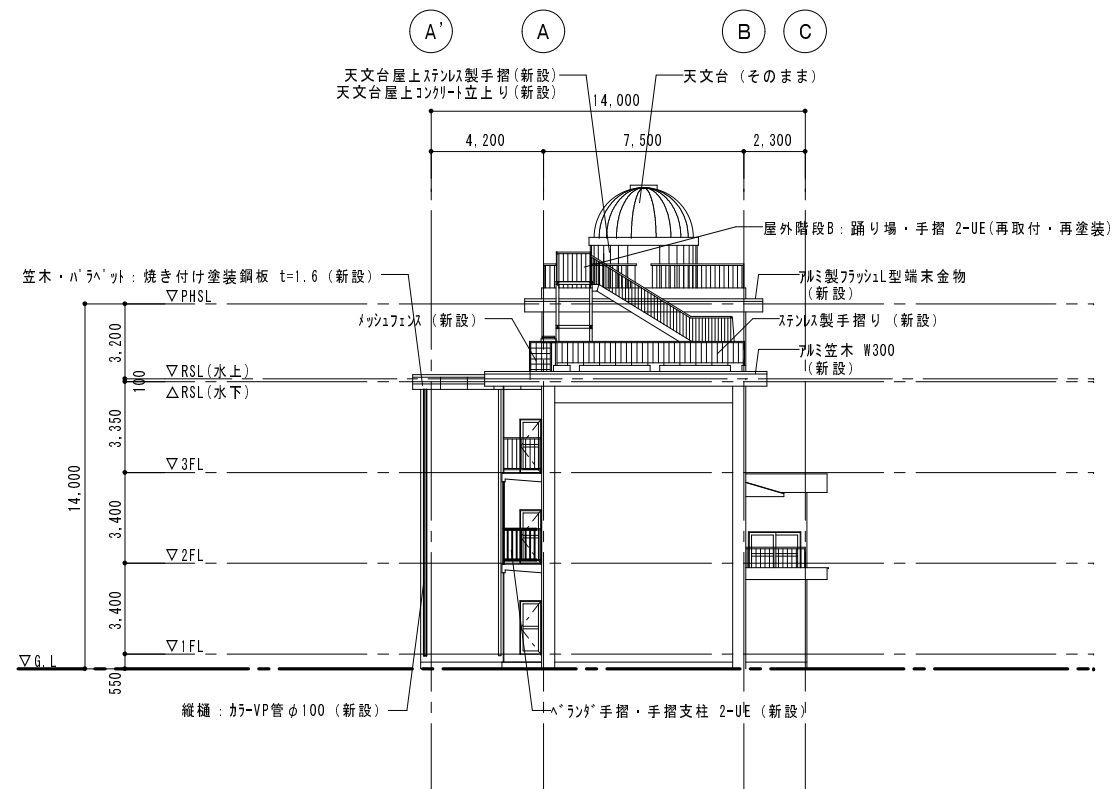 A' A B C
天文台屋上ステンレス製手摺(新設)
天文台屋上コンクリート立上り(新設)
天文台 (そのまま)
14,000
4,200 7,500 2,300
屋外階段B：踊り場・手摺 2-UE(再取付・再塗装)
笠木・パラペット：焼き付け塗装鋼板 t=1.6 (新設)
アルミ製フラッシュL型端末金物
(新設)
▽PHSL
メッシュフェンス (新設)
ステンレス製手摺り (新設)
3,200
アルミ笠木 W300
(新設)
▽RSL(水上)
100
△RSL(水下)
3,350
▽3FL
14,000
3,400
▽2FL
3,400
▽1FL
▽G.L
550
縦樋：カラーVP管φ100 (新設)
ベランダ手摺・手摺支柱 2-UE (新設)